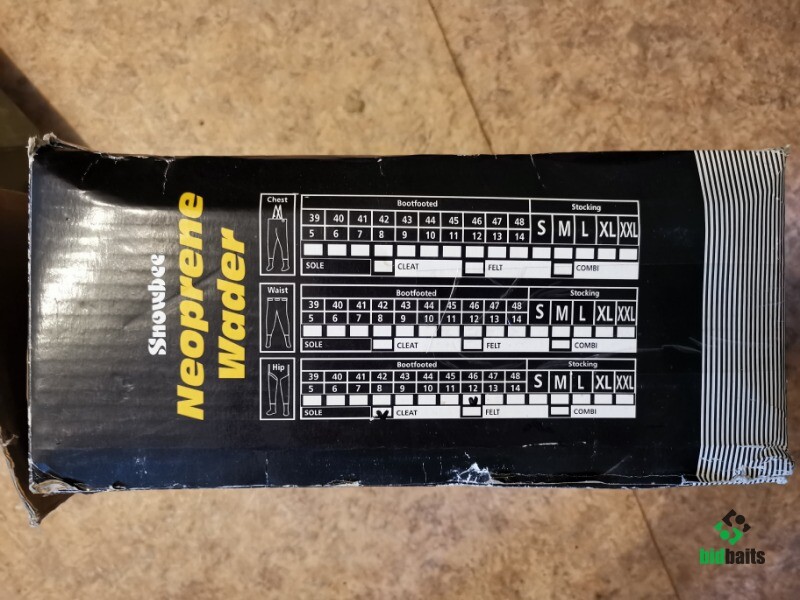 Snowbee
Neoprene
Wader
Chest
Bootfooted Stocking
39 40 41 42 43 44 45 46 47 48 S M L XL XXL
5 6 7 8 9 10 11 12 13 14
SOLE CLEAT FELT COMBI
Waist
Bootfooted Stocking
39 40 41 42 43 44 45 46 47 48 S M L XL XXL
5 6 7 8 9 10 11 12 13 14
SOLE CLEAT FELT COMBI
Hip
Bootfooted Stocking
39 40 41 42 43 44 45 46 47 48 S M L XL XXL
5 6 7 8 9 10 11 12 13 14
SOLE CLEAT FELT COMBI
bidbaits